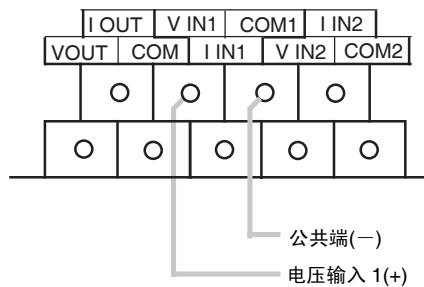 I OUT V IN1 COM1 I IN2
VOUT COM I IN1 V IN2 COM2
公共端(－)
电压输入 1(+)